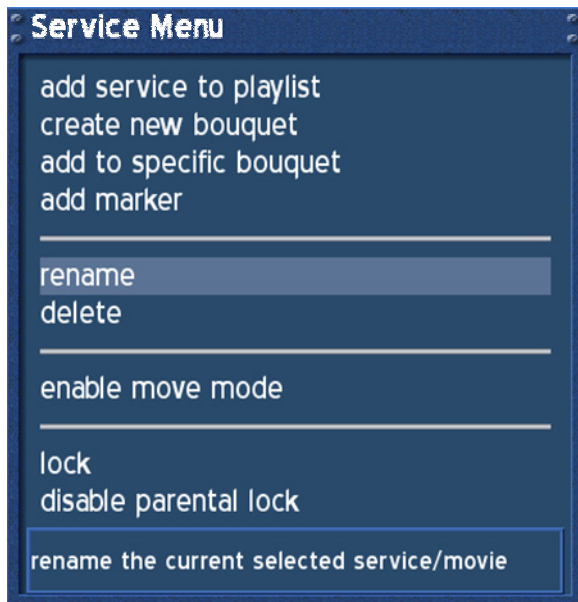 Service Menu
add service to playlist
create new bouquet
add to specific bouquet
add marker
rename
delete
enable move mode
lock
disable parental lock
rename the current selected service/movie